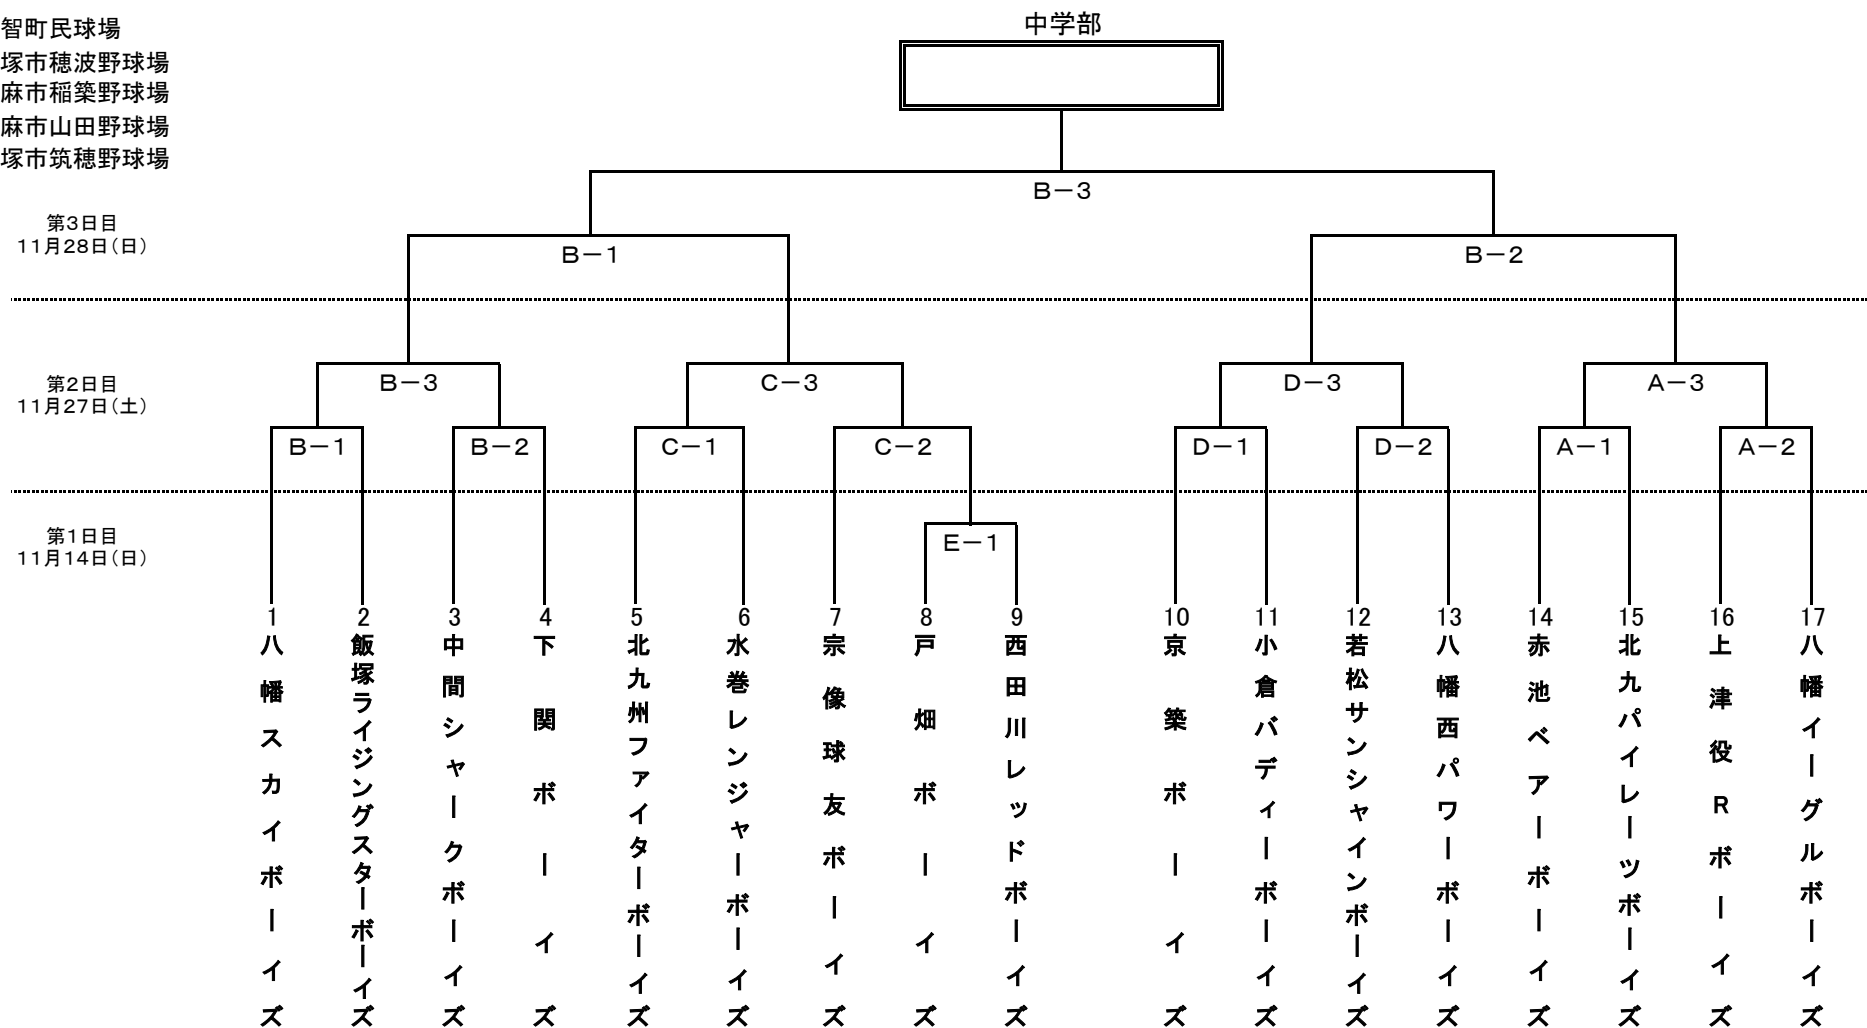 中学部
智町民球場
塚市穂波野球場
麻市稲築野球場
麻市山田野球場
塚市筑穂野球場
B－3
第3日目
11月28日（日）
B－1
B－2
第2日目
11月27日（土）
B－3
C－3
D－3
A－3
B－1
B－2
C－1
C－2
D－1
D－2
A－1
A－2
第1日目
11月14日（日）
E－1
1
八幡スカイボーイズ
2
飯塚ライジングスターボーイズ
3
中間シャークボーイズ
4
下関ボーイズ
5
北九州ファイターボーイズ
6
水巻レンジャーボーイズ
7
宗像球友ボーイズ
8
戸畑ボーイズ
9
西田川レッドボーイズ
10
京築ボーイズ
11
小倉バディーボーイズ
12
若松サンシャインボーイズ
13
八幡西パワーボーイズ
14
赤池ベアーボーイズ
15
北九パイレーツボーイズ
16
上津役Rボーイズ
17
八幡イーグルボーイズ